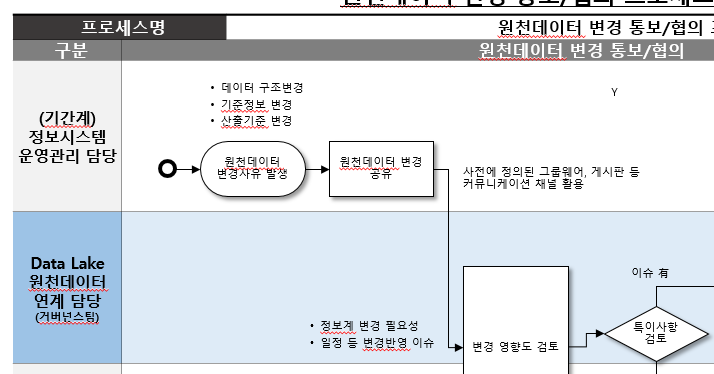 프로세스명
원천데이터 변경 통보/협의
구분
원천데이터 변경 통보/협의
(기간계)
정보시스템
운영관리 담당
• 데이터 구조변경
• 기준정보 변경
• 산출기준 변경
Y
원천데이터
변경사유 발생
원천데이터 변경
공유
사전에 정의된 그룹웨어, 게시판 등
커뮤니케이션 채널 활용
Data Lake
원천데이터
연계 담당
(거버넌스팀)
이슈 有
• 정보계 변경 필요성
• 일정 등 변경반영 이슈
변경 영향도 검토
특이사항
검토